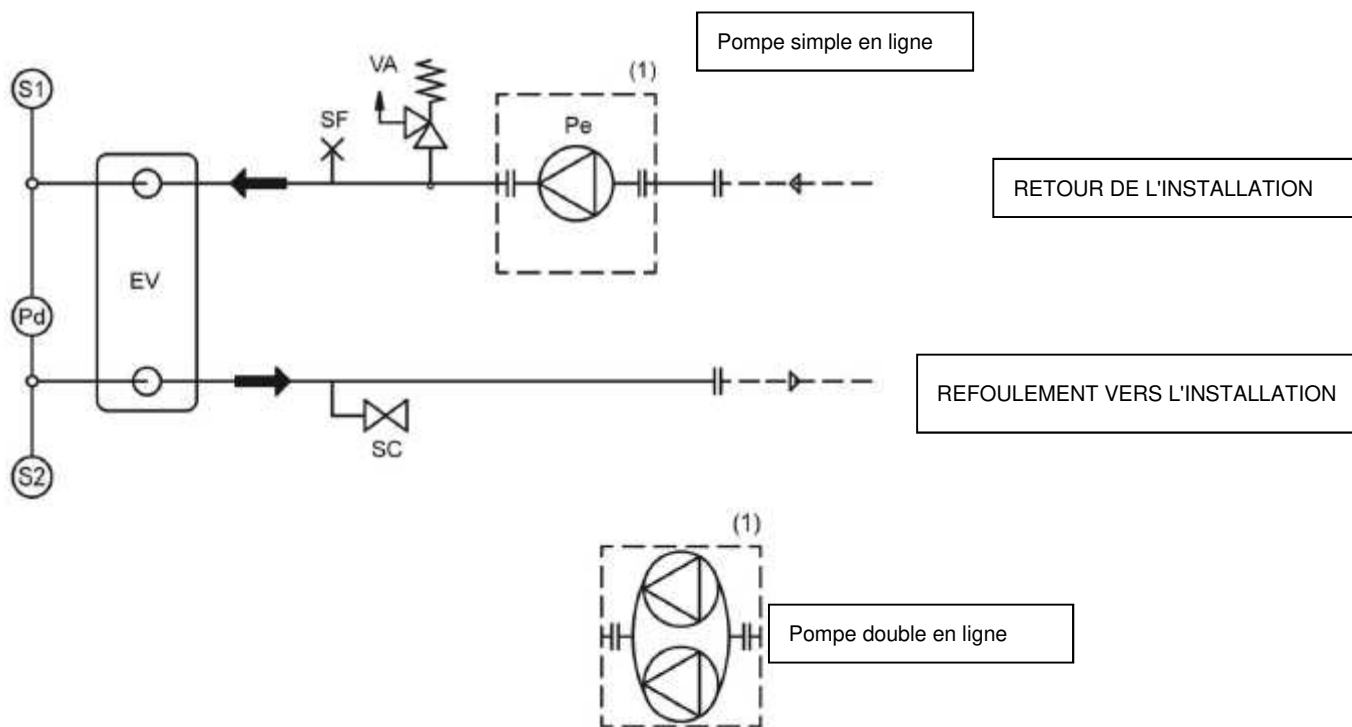 Pompe simple en ligne
S1
VA
(1)
SF
Pe
RETOUR DE L'INSTALLATION
EV
Pd
REFOULEMENT VERS L'INSTALLATION
SC
S2
(1)
Pompe double en ligne